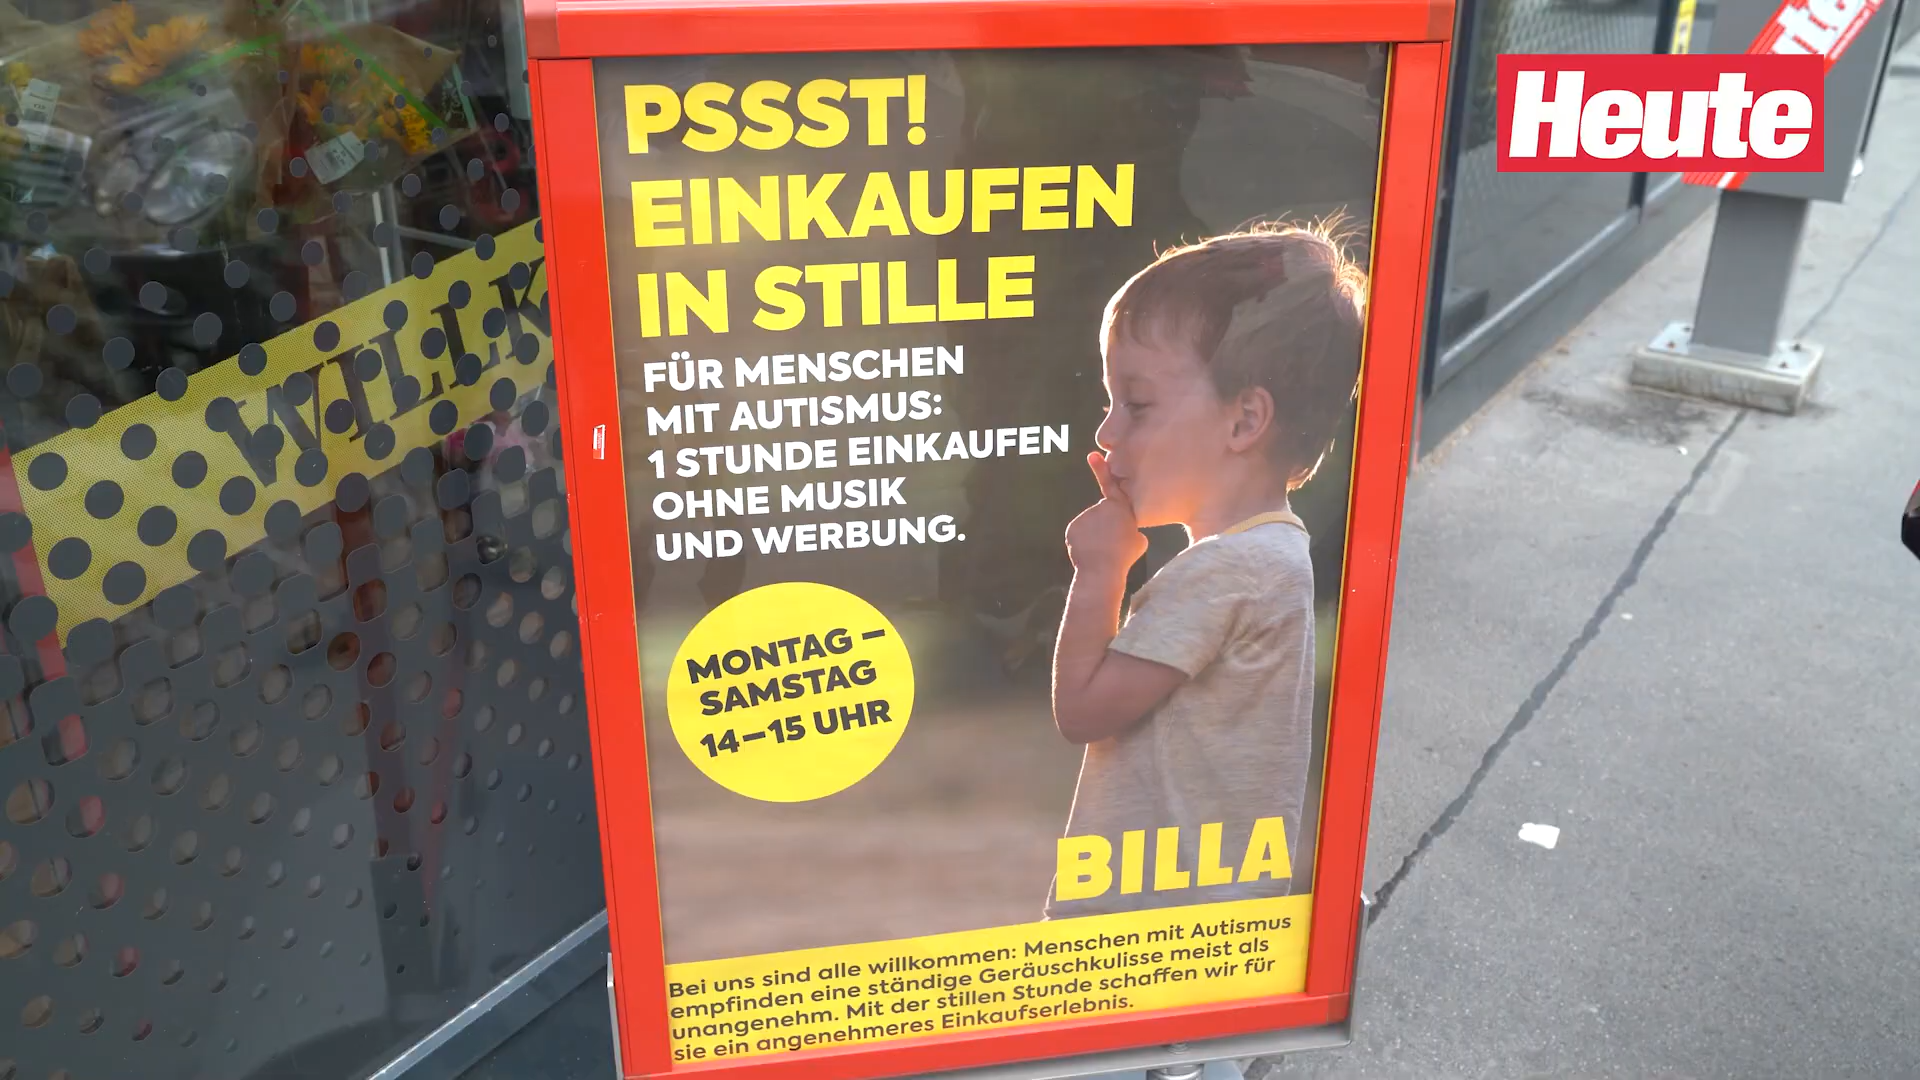 Heute
PSSST!
EINKAUFEN
IN STILLE
FÜR MENSCHEN
MIT AUTISMUS:
1 STUNDE EINKAUFEN
OHNE MUSIK
UND WERBUNG.
MONTAG –
SAMSTAG
14–15 UHR
BILLA
Bei uns sind alle willkommen: Menschen mit Autismus
empfinden eine ständige Geräuschkulisse meist als
unangenehm. Mit der stillen Stunde schaffen wir für
sie ein angenehmeres Einkaufserlebnis.
WILLK